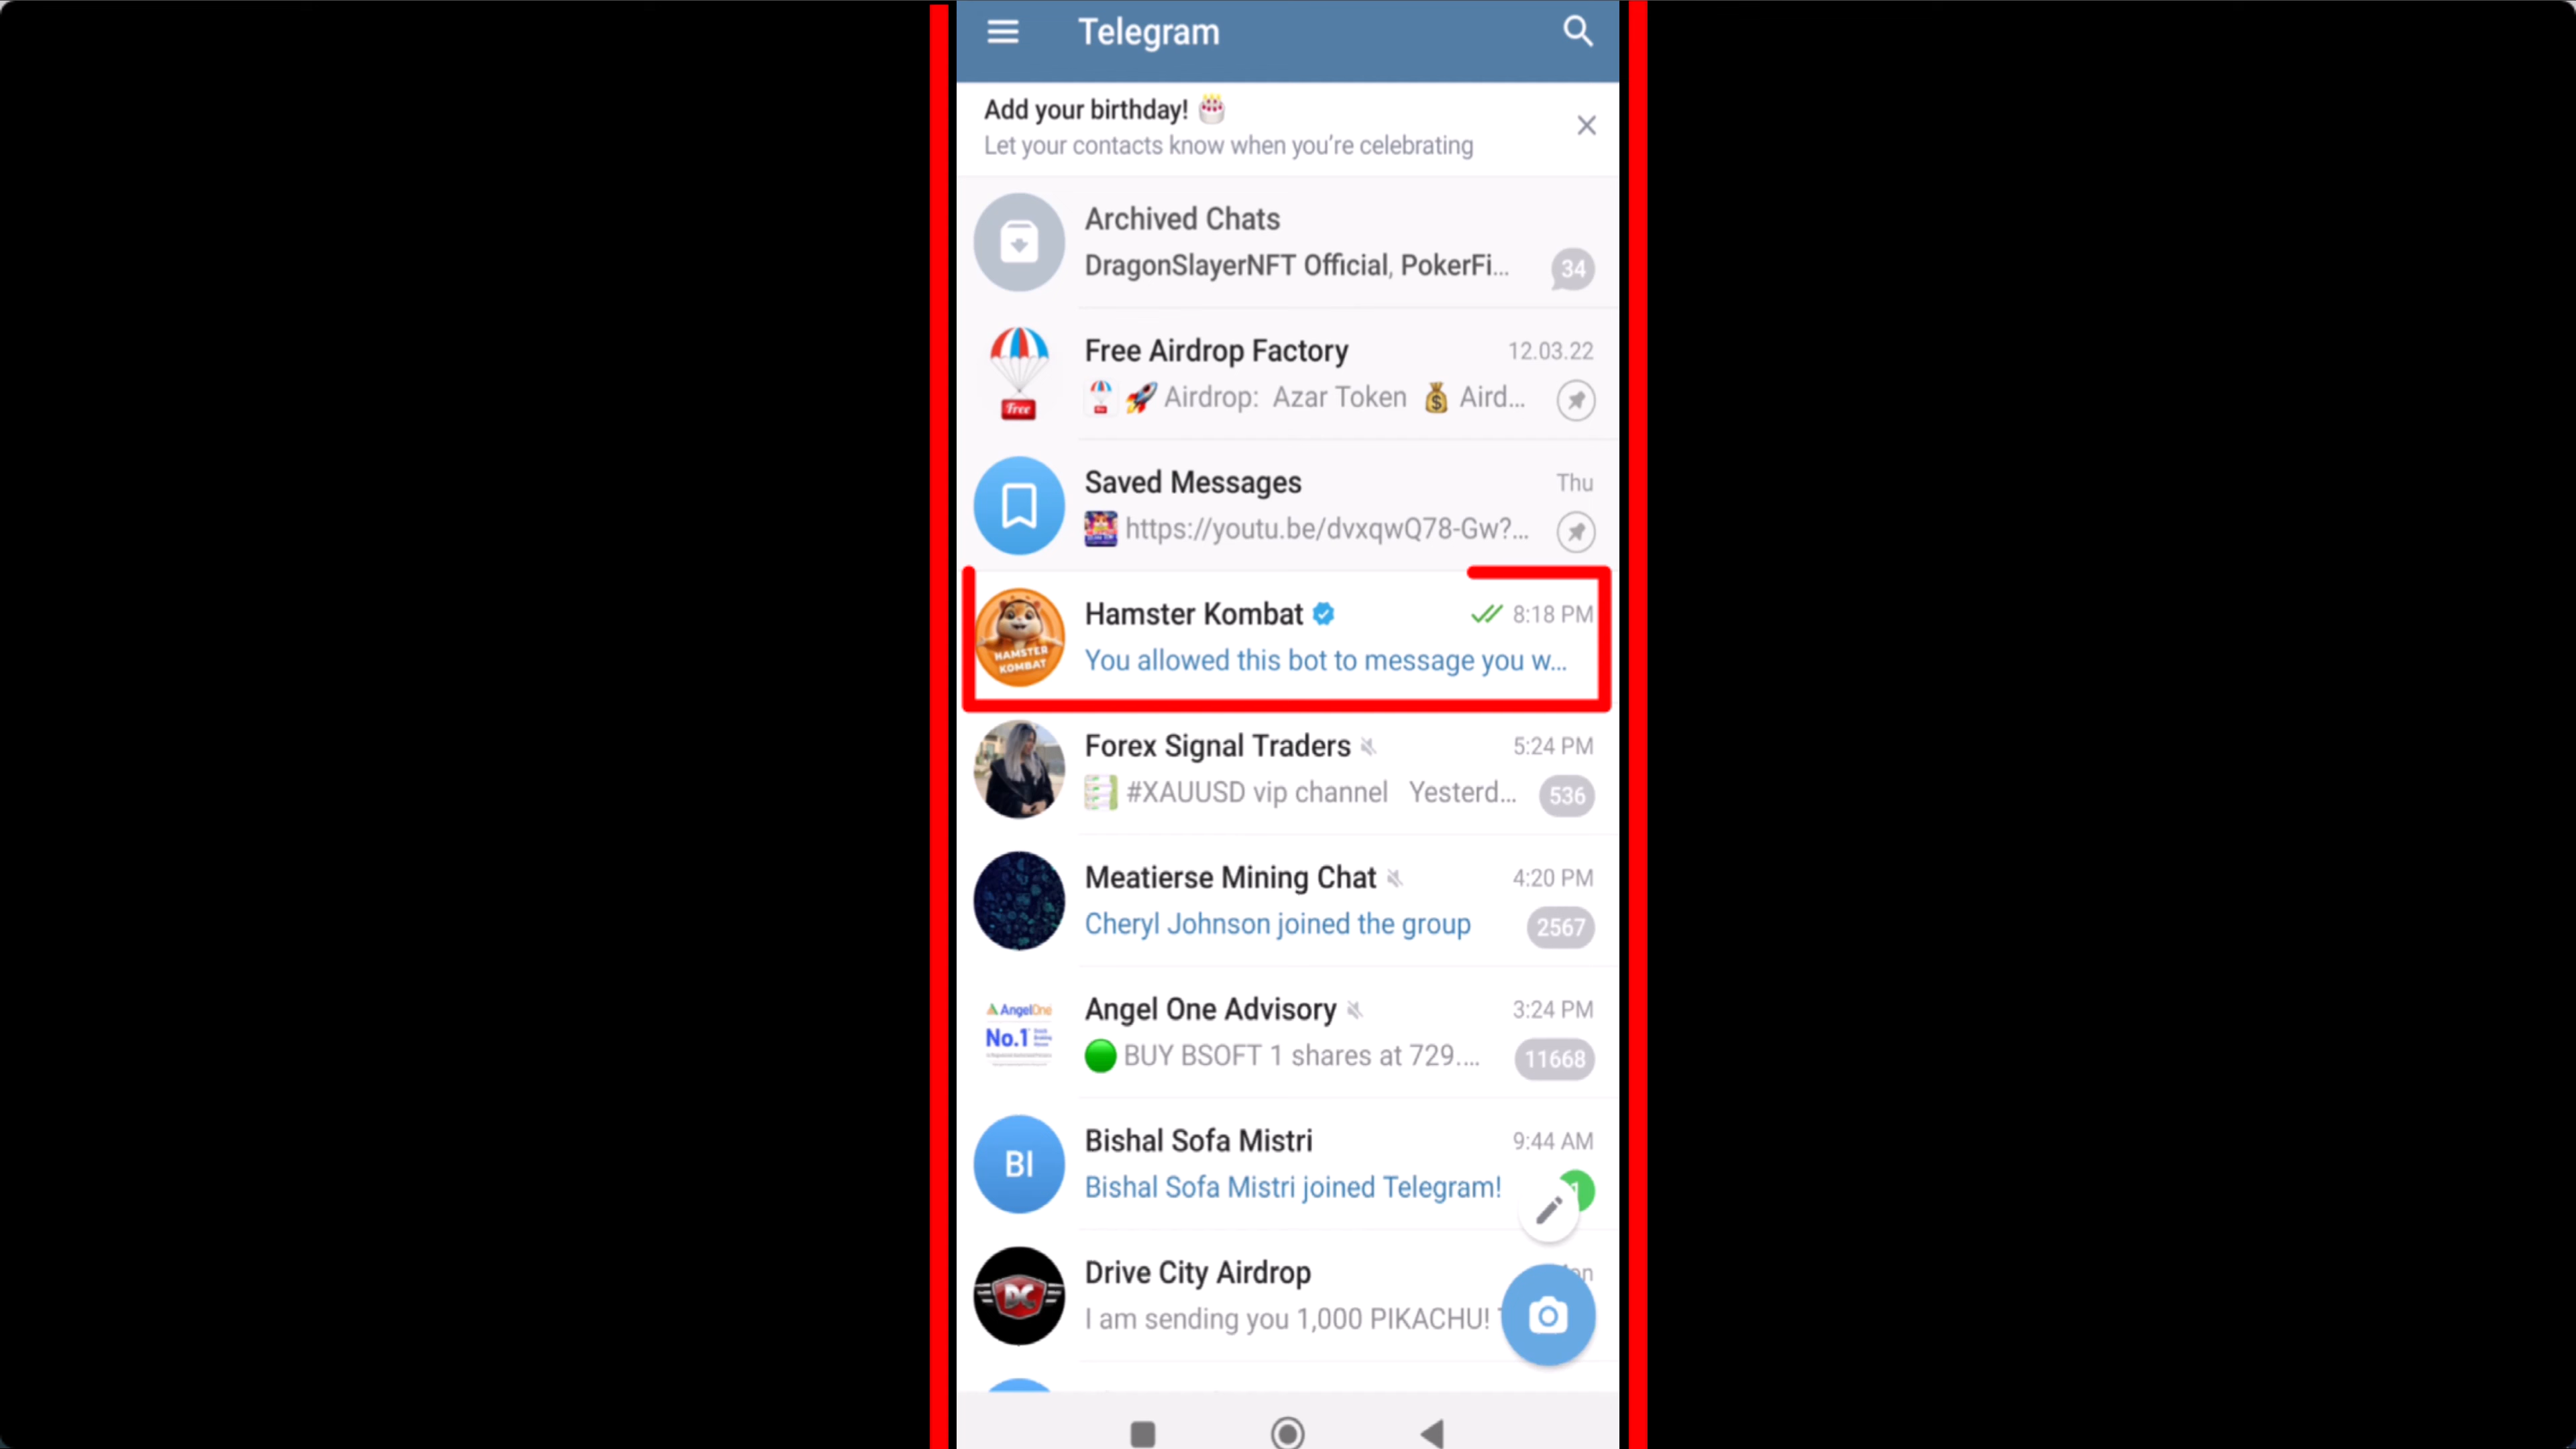 Telegram
Add your birthday! 🎂
Let your contacts know when you're celebrating
Archived Chats
DragonSlayerNFT Official, PokerFi...
34
Free Airdrop Factory
12.03.22
🚀 Airdrop: Azar Token 💰 Aird...
Free
Saved Messages
Thu
https://youtu.be/dvxqwQ78-Gw?...
Hamster Kombat
8:18 PM
You allowed this bot to message you w...
HAMSTER
KOMBAT
Forex Signal Traders
5:24 PM
#XAUUSD vip channel Yesterd...
536
Meatierse Mining Chat
4:20 PM
Cheryl Johnson joined the group
2567
AngelOne
No.1
Angel One Advisory
3:24 PM
🟢 BUY BSOFT 1 shares at 729....
11668
BI
Bishal Sofa Mistri
9:44 AM
Bishal Sofa Mistri joined Telegram!
DC
Drive City Airdrop
I am sending you 1,000 PIKACHU!